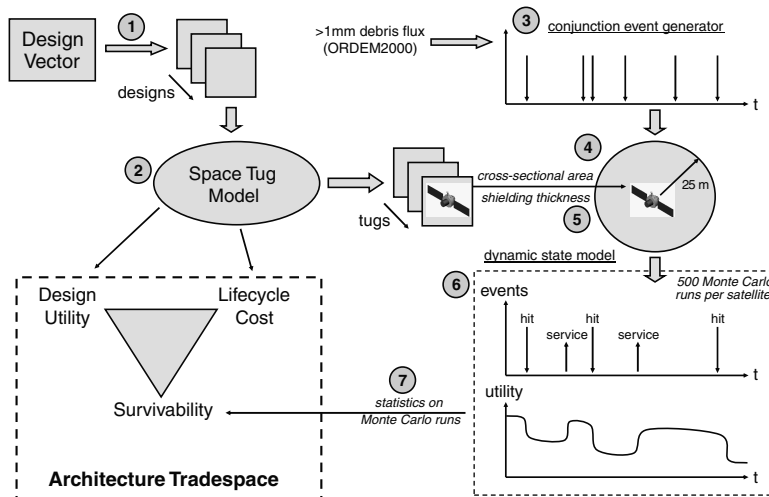 1
Design
Vector
designs
>1mm debris flux
(ORDEM2000)
3
conjunction event generator
t
2
Space Tug
Model
tugs
cross-sectional area
shielding thickness
4
5
25 m
dynamic state model
6
500 Monte Carlo
runs per satellite
events
hit
service
hit
service
hit
t
utility
t
7
statistics on
Monte Carlo runs
Design
Utility
Lifecycle
Cost
Survivability
Architecture Tradespace